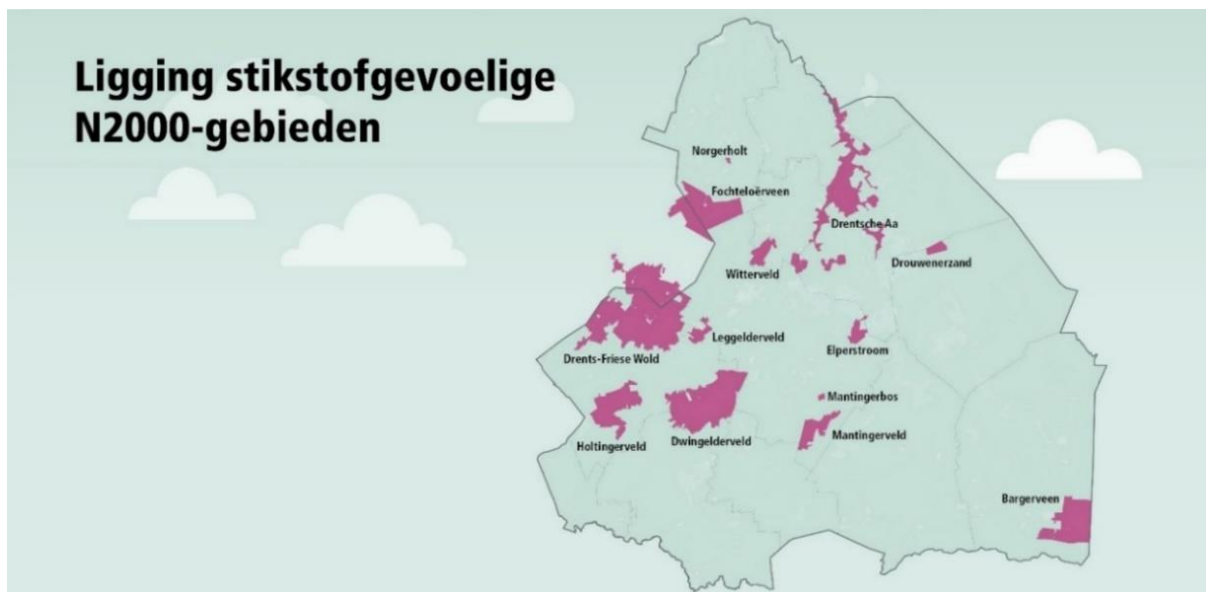 Ligging stikstofgevoelige
N2000-gebieden
Norgerholt
Fochteloërveen
Drentsche Aa
Witterveld
Drouwenerzand
Leggelderveld
Drents-Friese Wold
Elperstroom
Mantingerbos
Mantingerveld
Holtingerveld
Dwingelderveld
Bargerveen